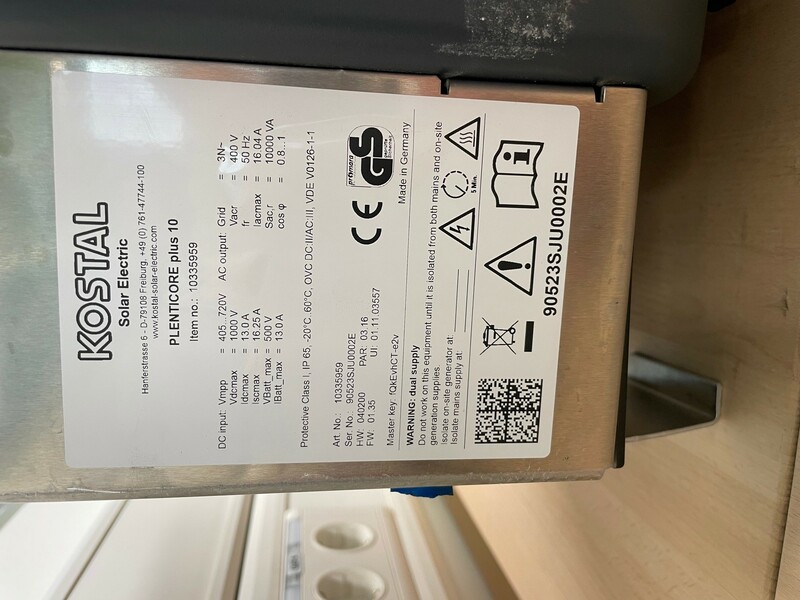 KOSTAL
Solar Electric
Hanferstrasse 6 - D-79108 Freiburg, +49 (0) 761-47744-100
www.kostal-solar-electric.com
PLENTICORE plus 10
Item no.: 10335959
DC input: Vmpp = 405...720V AC output: Grid = 3N~
Vdcmax = 1000 V Vacr = 400 V
Idcmax = 13.0 A fr = 50 Hz
Iscmax = 16.25 A Iacmax = 16.04 A
VBatt_max = 500 V Sac,r = 10000 VA
IBatt_max = 13.0 A cos φ = 0.8...1
Protective Class I, IP 65, -20°C..60°C, OVC DC:II/AC:III, VDE V0126-1-1
Art. No.: 10335959
Ser No.: 90523SJU0002E
HW: 040200 PAR: 03.16
FW: 01.35 UI: 01.11.03557
Master key: fQkEvhCT-e2v
CE
GS
Made in Germany
WARNING: dual supply
Do not work on this equipment until it is isolated from both mains and on-site
generation supplies.
Isolate on-site generator at:
Isolate mains supply at:
5 Min.
90523SJU0002E